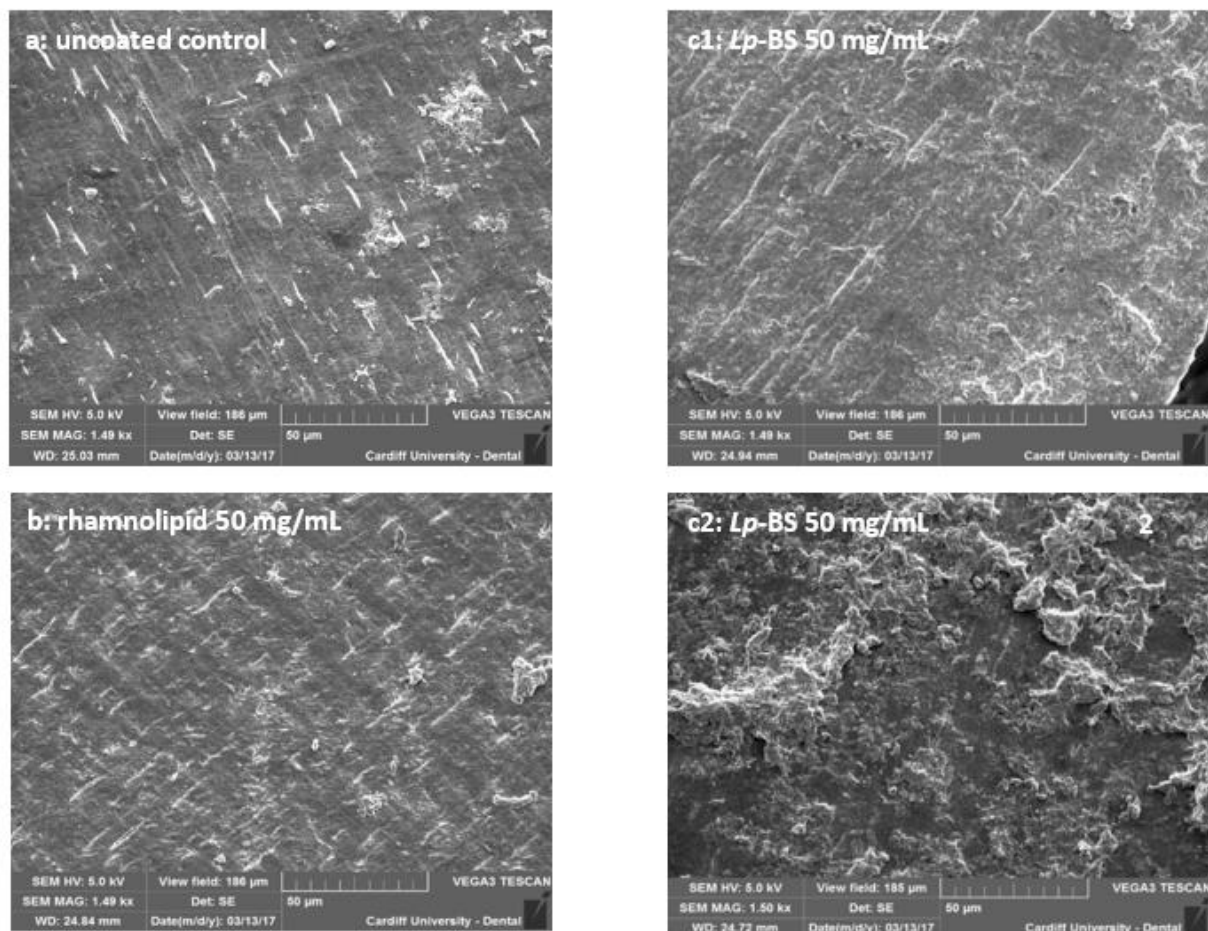 a: uncoated control
SEM HV: 5.0 kV View field: 186 µm VEGA3 TESCAN
SEM MAG: 1.49 kx Det: SE 50 µm
WD: 25.03 mm Date(m/d/y): 03/13/17 Cardiff University - Dental
c1: Lp-BS 50 mg/mL
SEM HV: 5.0 kV View field: 186 µm VEGA3 TESCAN
SEM MAG: 1.49 kx Det: SE 50 µm
WD: 24.94 mm Date(m/d/y): 03/13/17 Cardiff University - Dental
b: rhamnolipid 50 mg/mL
SEM HV: 5.0 kV View field: 186 µm VEGA3 TESCAN
SEM MAG: 1.49 kx Det: SE 50 µm
WD: 24.84 mm Date(m/d/y): 03/13/17 Cardiff University - Dental
c2: Lp-BS 50 mg/mL 2
SEM HV: 5.0 kV View field: 185 µm VEGA3 TESCAN
SEM MAG: 1.50 kx Det: SE 50 µm
WD: 24.72 mm Date(m/d/y): 03/13/17 Cardiff University - Dental